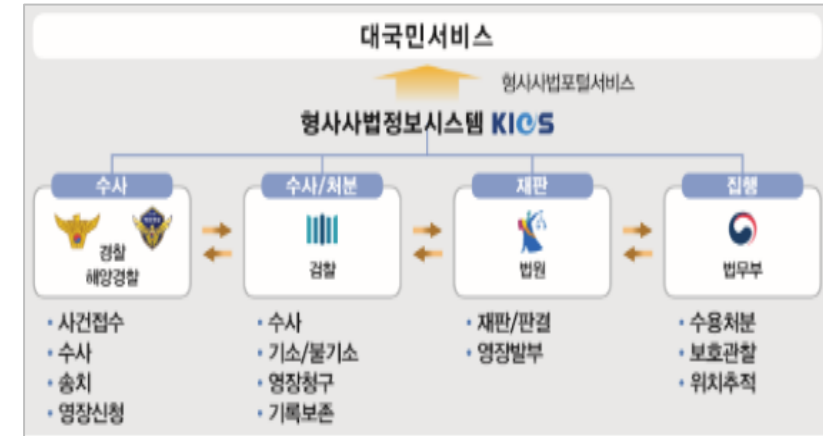 대국민서비스
형사사법포털서비스
형사사법정보시스템 KICS
수사
경찰
해양경찰
• 사건접수
• 수사
• 송치
• 영장신청
수사/처분
검찰
• 수사
• 기소/불기소
• 영장청구
• 기록보존
재판
법원
• 재판/판결
• 영장발부
집행
법무부
• 수용처분
• 보호관찰
• 위치추적